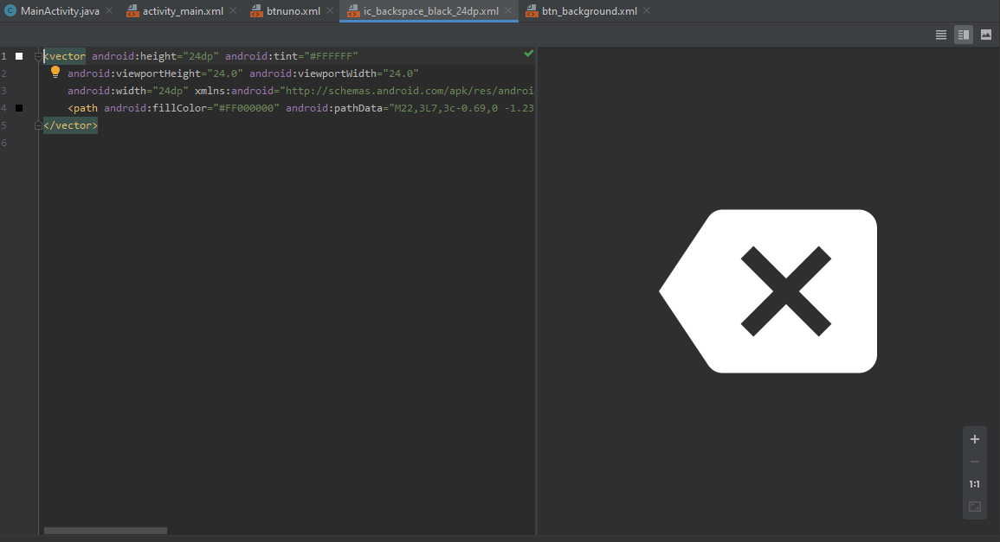 MainActivity.java activity_main.xml btnuno.xml ic_backspace_black_24dp.xml btn_background.xml
1 <vector android:height="24dp" android:tint="#FFFFFF"
2 android:viewportHeight="24.0" android:viewportWidth="24.0"
3 android:width="24dp" xmlns:android="http://schemas.android.com/apk/res/androi
4 <path android:fillColor="#FF000000" android:pathData="M22,3L7,3c-0.69,0 -1.23
5 </vector>
6
1:1